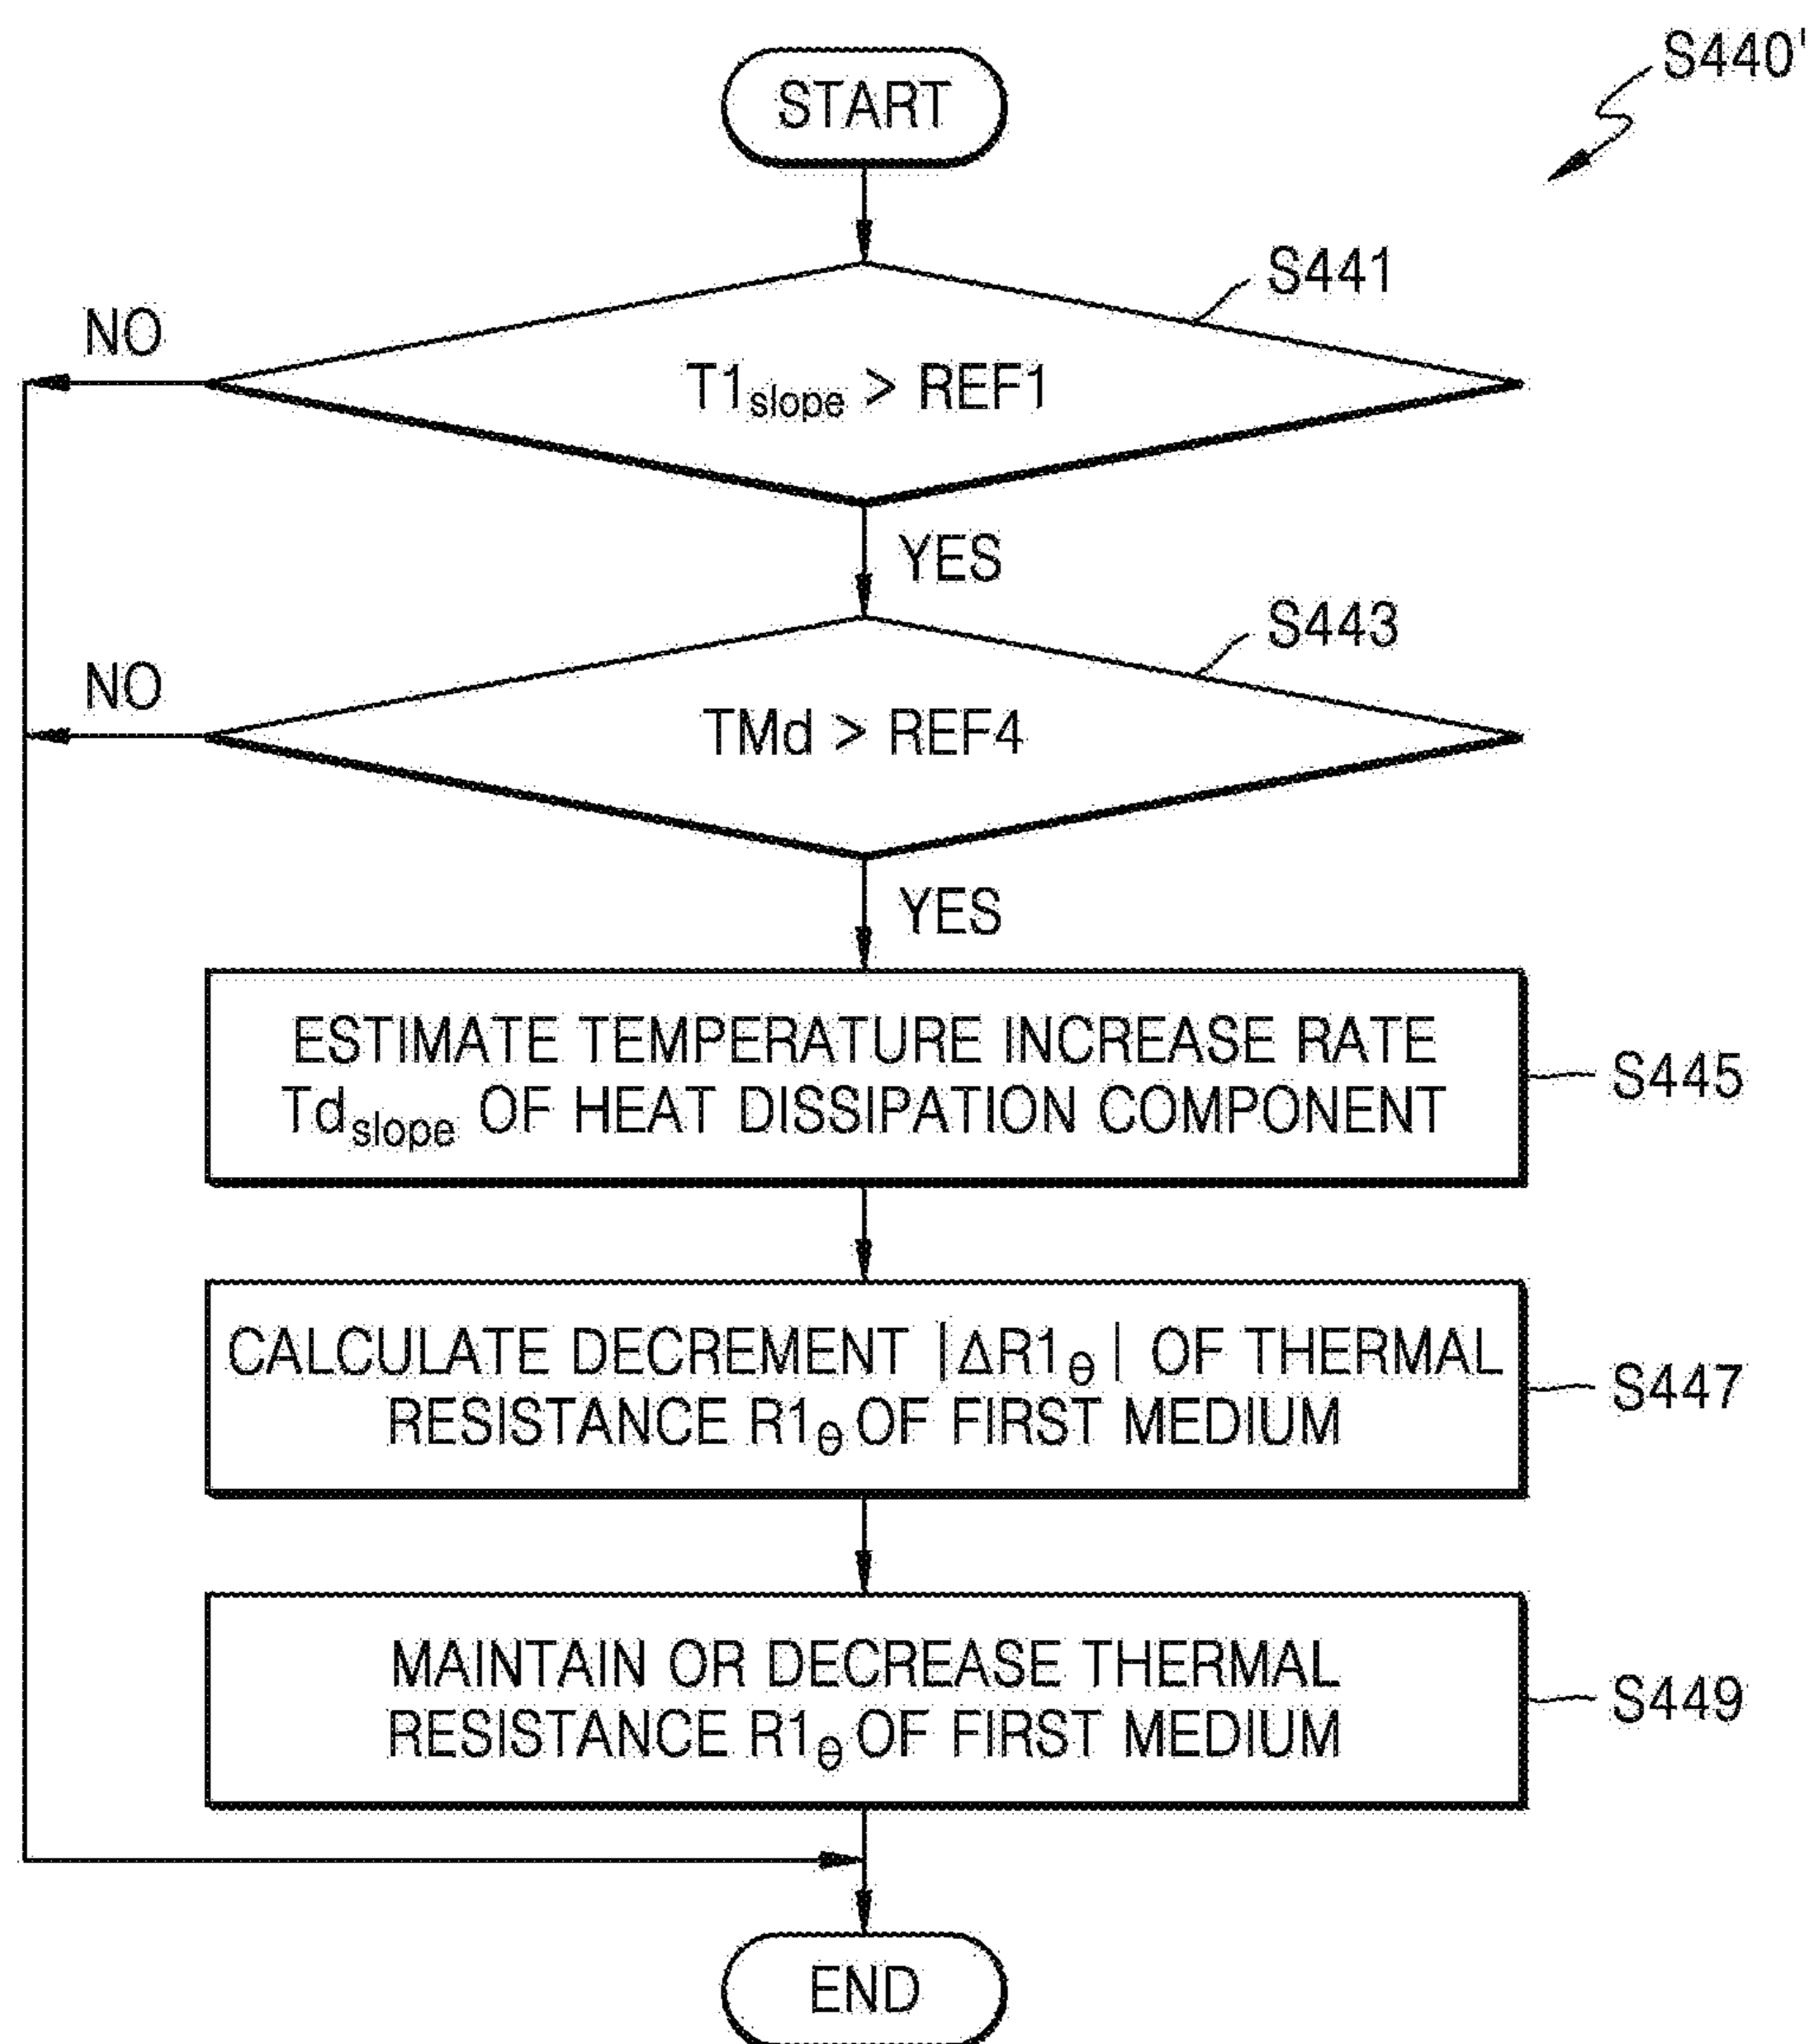 S440'
START
S441
NO
T1slope > REF1
YES
S443
NO
TMd > REF4
YES
ESTIMATE TEMPERATURE INCREASE RATE
Tdslope OF HEAT DISSIPATION COMPONENT
S445
CALCULATE DECREMENT |ΔR1θ| OF THERMAL
RESISTANCE R1θ OF FIRST MEDIUM
S447
MAINTAIN OR DECREASE THERMAL
RESISTANCE R1θ OF FIRST MEDIUM
S449
END